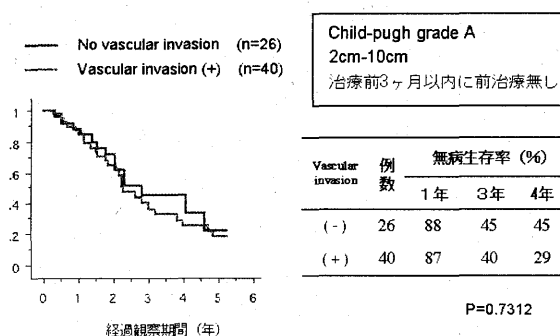 No vascular invasion (n=26)
Vascular invasion (+) (n=40)
Child-pugh grade A
2cm-10cm
治療前3ヶ月以内に前治療無し
1
.8
.6
.4
.2
0
0 1 2 3 4 5 6
経過観察期間（年）
Vascular invasion 例数 無病生存率（%）
1年 3年 4年
(-) 26 88 45 45
(+) 40 87 40 29
P=0.7312